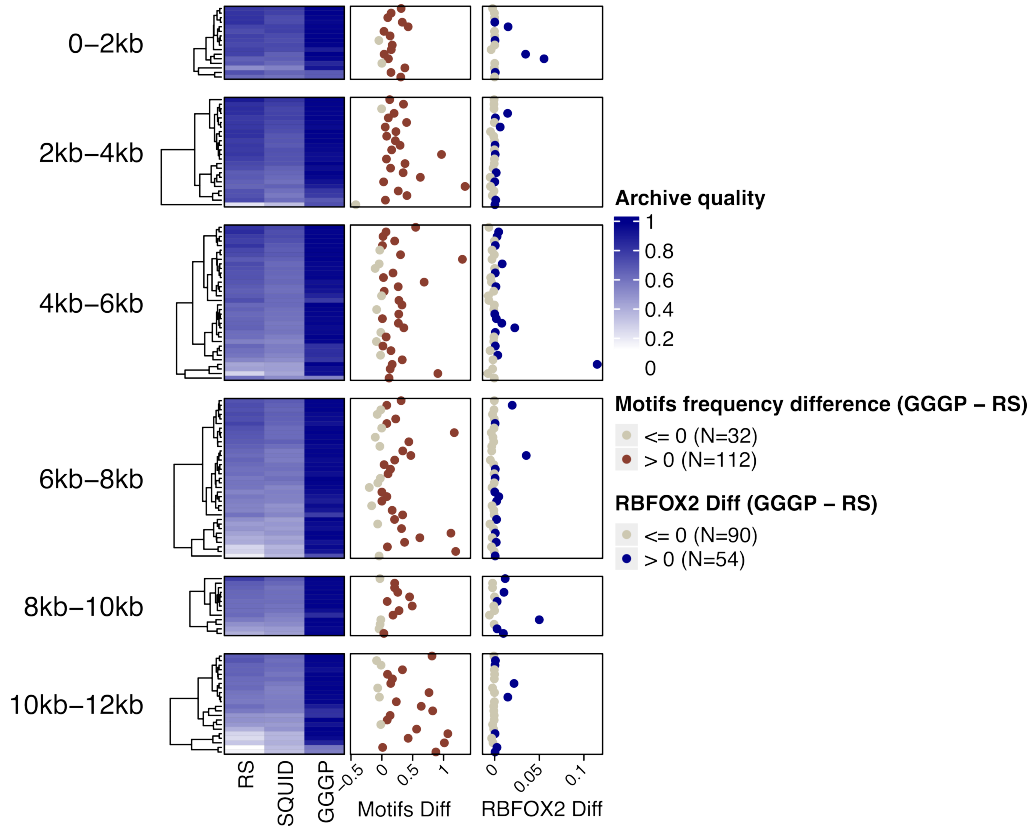 0−2kb
2kb−4kb
4kb−6kb
6kb−8kb
8kb−10kb
10kb−12kb
RS
SQUID
GGGP
−0.5
0
0.5
1
Motifs Diff
0
0.05
0.1
RBFOX2 Diff
Archive quality
1
0.8
0.6
0.4
0.2
0
Motifs frequency difference (GGGP − RS)
<= 0 (N=32)
> 0 (N=112)
RBFOX2 Diff (GGGP − RS)
<= 0 (N=90)
> 0 (N=54)